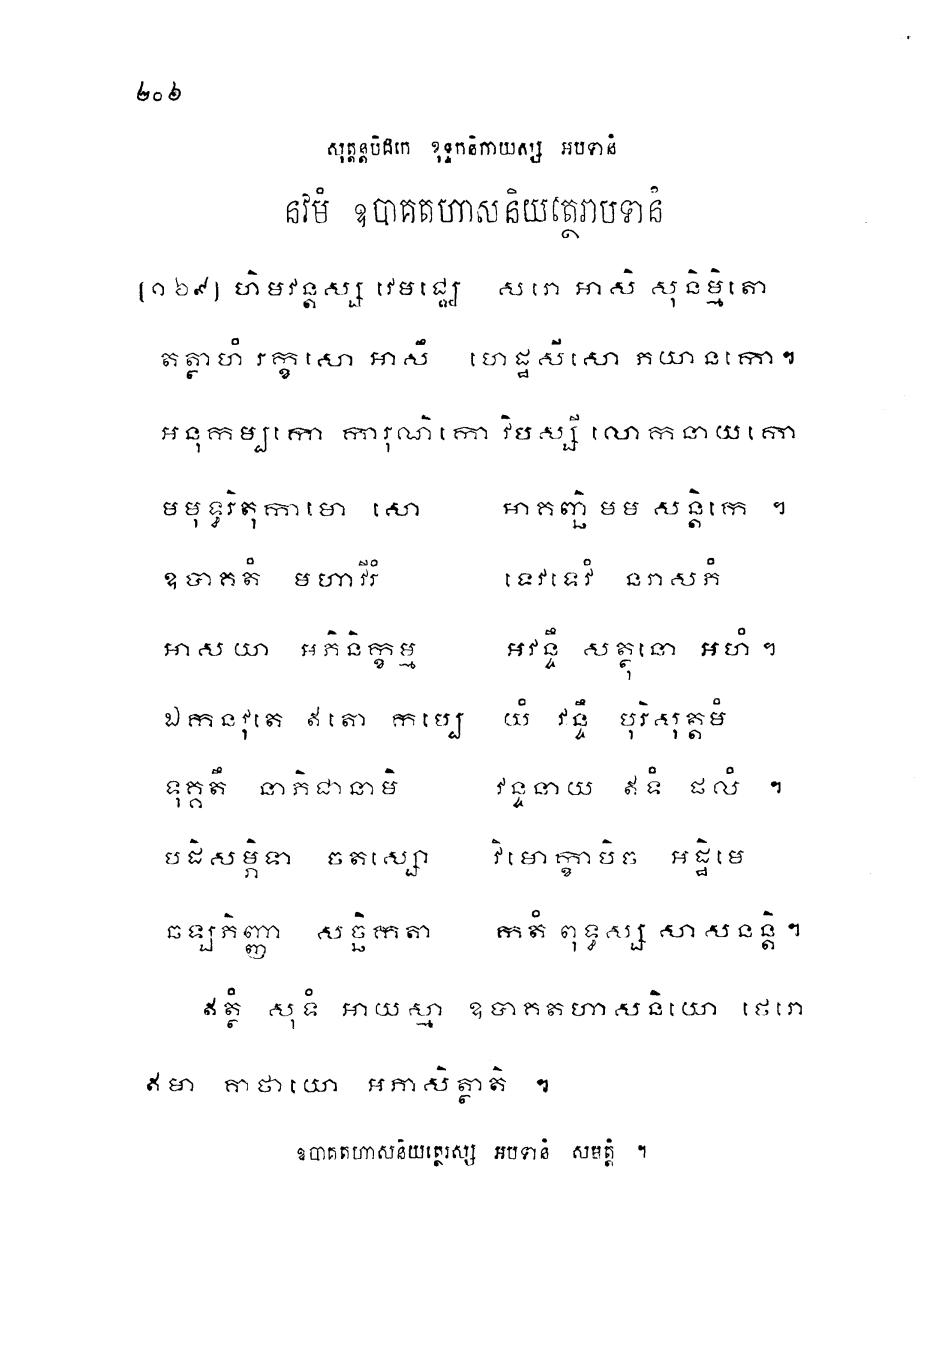 ២០៦
សុត្តន្តបិដកេ ខុទ្ទកនិកាយស្ស អបទានំ
នវមំ ឧបាគតហាសនិយត្ថេរាបទានំ
(១៦៩) ហិមវន្តស្ស វេមជ្ឈេ សរោ អាសិ សុនិម្មិតោ
តត្ថាហំ រក្ខសោ អាសឹ ហេដ្ឋសីសោ ភយានកោ។
អនុកម្បកោ ការុណិកោ វិបស្សី លោកនាយកោ
មមុទ្ធរិតុកាមោ សោ អាគញ្ឆិ មម សន្តិកេ ។
ឧបាគតំ មហាវីរំ ទេវទេវំ នរាសភំ
អាសយា អភិនិក្ខម្ម អវន្ទឹ សត្ថុនោ អហំ។
ឯកនវុតេ ឥតោ កប្បេ យំ វន្ទឹ បុរិសុត្តមំ
ទុគ្គតឹ នាភិជានាមិ វន្ទនាយ ឥទំ ផលំ ។
បដិសម្ភិទា ចតស្សោ វិមោក្ខាបិច អដ្ឋិមេ
ឆឡភិញ្ញា សច្ឆិកតា កតំ ពុទ្ធស្ស សាសនន្តិ។
ឥត្ថំ សុទំ អាយស្មា ឧបាគតហាសនិយោ ថេរោ
ឥមា គាថាយោ អភាសិត្ថាតិ ។
ឧបាគតហាសនិយត្ថេរស្ស អបទានំ សមត្តំ ។